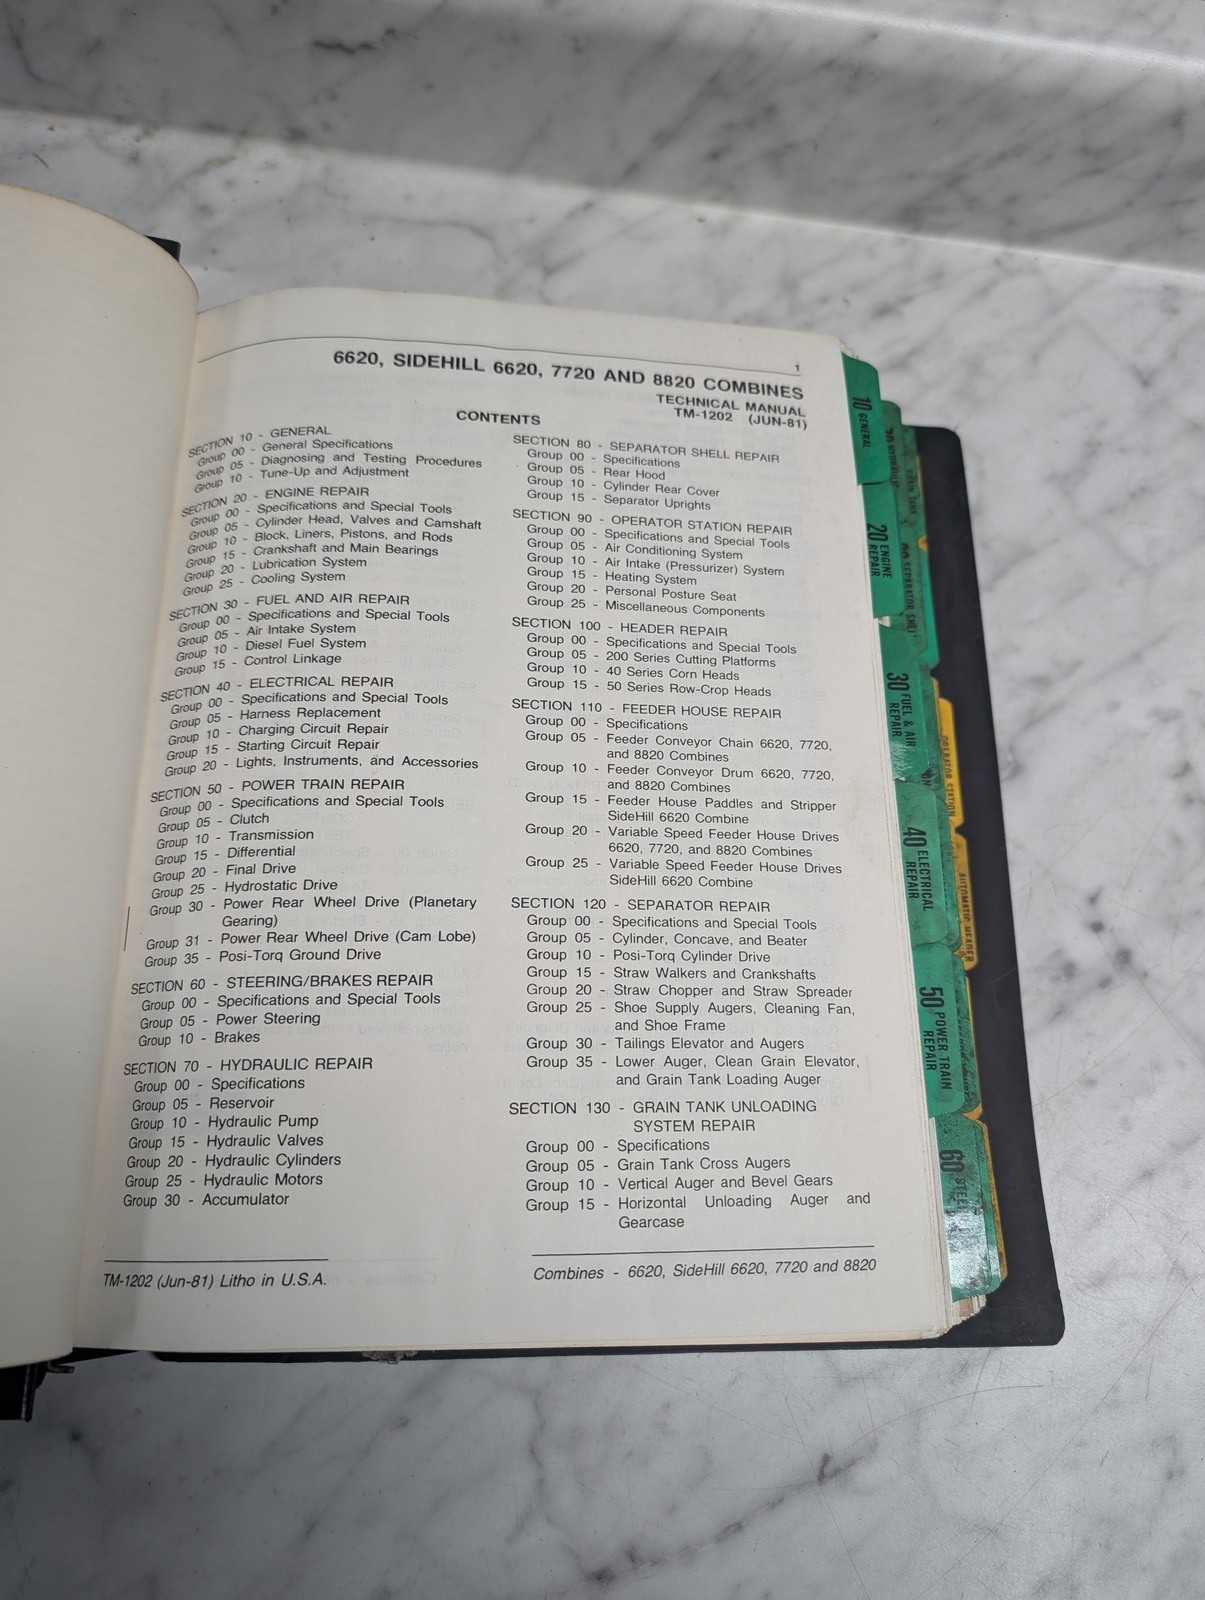 1
6620, SIDEHILL 6620, 7720 AND 8820 COMBINES
TECHNICAL MANUAL
TM-1202 (JUN-81)
CONTENTS
SECTION 10 - GENERAL
Group 00 - General Specifications
Group 05 - Diagnosing and Testing Procedures
Group 10 - Tune-Up and Adjustment
SECTION 20 - ENGINE REPAIR
Group 00 - Specifications and Special Tools
Group 05 - Cylinder Head, Valves and Camshaft
Group 10 - Block, Liners, Pistons, and Rods
Group 15 - Crankshaft and Main Bearings
Group 20 - Lubrication System
Group 25 - Cooling System
SECTION 30 - FUEL AND AIR REPAIR
Group 00 - Specifications and Special Tools
Group 05 - Air Intake System
Group 10 - Diesel Fuel System
Group 15 - Control Linkage
SECTION 40 - ELECTRICAL REPAIR
Group 00 - Specifications and Special Tools
Group 05 - Harness Replacement
Group 10 - Charging Circuit Repair
Group 15 - Starting Circuit Repair
Group 20 - Lights, Instruments, and Accessories
SECTION 50 - POWER TRAIN REPAIR
Group 00 - Specifications and Special Tools
Group 05 - Clutch
Group 10 - Transmission
Group 15 - Differential
Group 20 - Final Drive
Group 25 - Hydrostatic Drive
Group 30 - Power Rear Wheel Drive (Planetary
Gearing)
Group 31 - Power Rear Wheel Drive (Cam Lobe)
Group 35 - Posi-Torq Ground Drive
SECTION 60 - STEERING/BRAKES REPAIR
Group 00 - Specifications and Special Tools
Group 05 - Power Steering
Group 10 - Brakes
SECTION 70 - HYDRAULIC REPAIR
Group 00 - Specifications
Group 05 - Reservoir
Group 10 - Hydraulic Pump
Group 15 - Hydraulic Valves
Group 20 - Hydraulic Cylinders
Group 25 - Hydraulic Motors
Group 30 - Accumulator
SECTION 80 - SEPARATOR SHELL REPAIR
Group 00 - Specifications
Group 05 - Rear Hood
Group 10 - Cylinder Rear Cover
Group 15 - Separator Uprights
SECTION 90 - OPERATOR STATION REPAIR
Group 00 - Specifications and Special Tools
Group 05 - Air Conditioning System
Group 10 - Air Intake (Pressurizer) System
Group 15 - Heating System
Group 20 - Personal Posture Seat
Group 25 - Miscellaneous Components
SECTION 100 - HEADER REPAIR
Group 00 - Specifications and Special Tools
Group 05 - 200 Series Cutting Platforms
Group 10 - 40 Series Corn Heads
Group 15 - 50 Series Row-Crop Heads
SECTION 110 - FEEDER HOUSE REPAIR
Group 00 - Specifications
Group 05 - Feeder Conveyor Chain 6620, 7720,
and 8820 Combines
Group 10 - Feeder Conveyor Drum 6620, 7720,
and 8820 Combines
Group 15 - Feeder House Paddles and Stripper
SideHill 6620 Combine
Group 20 - Variable Speed Feeder House Drives
6620, 7720, and 8820 Combines
Group 25 - Variable Speed Feeder House Drives
SideHill 6620 Combine
SECTION 120 - SEPARATOR REPAIR
Group 00 - Specifications and Special Tools
Group 05 - Cylinder, Concave, and Beater
Group 10 - Posi-Torq Cylinder Drive
Group 15 - Straw Walkers and Crankshafts
Group 20 - Straw Chopper and Straw Spreader
Group 25 - Shoe Supply Augers, Cleaning Fan,
and Shoe Frame
Group 30 - Tailings Elevator and Augers
Group 35 - Lower Auger, Clean Grain Elevator,
and Grain Tank Loading Auger
SECTION 130 - GRAIN TANK UNLOADING
SYSTEM REPAIR
Group 00 - Specifications
Group 05 - Grain Tank Cross Augers
Group 10 - Vertical Auger and Bevel Gears
Group 15 - Horizontal Unloading Auger and
Gearcase
TM-1202 (Jun-81) Litho in U.S.A.
Combines - 6620, SideHill 6620, 7720 and 8820
10 GENERAL
20 ENGINE
REPAIR
30 FUEL & AIR
REPAIR
40 ELECTRICAL
REPAIR
50 POWER TRAIN
REPAIR
60
OPERATOR STATION
AUTOMATIC HEADER